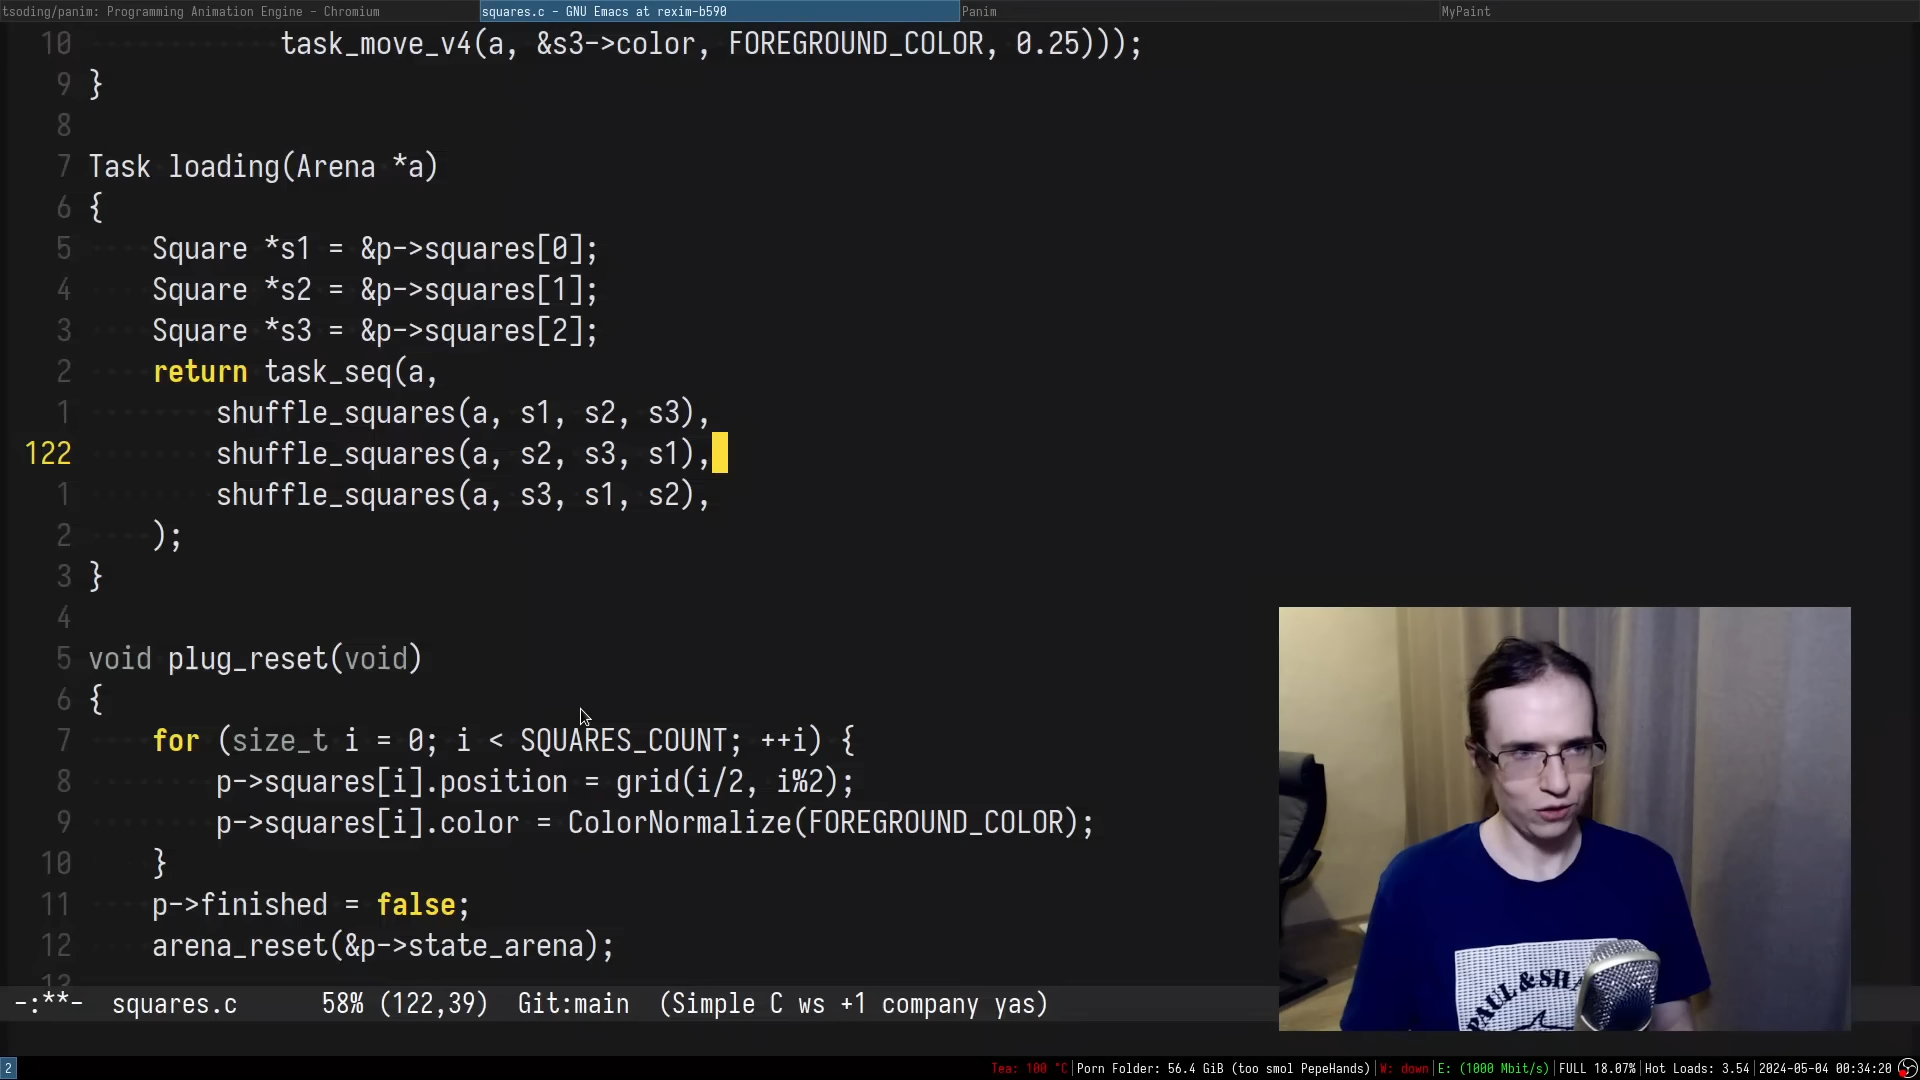 tsoding/panim: Programming Animation Engine - Chromium
squares.c - GNU Emacs at rexim-b590
Panim
MyPaint
10 task_move_v4(a, &s3->color, FOREGROUND_COLOR, 0.25)));
9 }
8
7 Task loading(Arena *a)
6 {
5 Square *s1 = &p->squares[0];
4 Square *s2 = &p->squares[1];
3 Square *s3 = &p->squares[2];
2 return task_seq(a,
1 shuffle_squares(a, s1, s2, s3),
122 shuffle_squares(a, s2, s3, s1),
1 shuffle_squares(a, s3, s1, s2),
2 );
3 }
4
5 void plug_reset(void)
6 {
7 for (size_t i = 0; i < SQUARES_COUNT; ++i) {
8 p->squares[i].position = grid(i/2, i%2);
9 p->squares[i].color = ColorNormalize(FOREGROUND_COLOR);
10 }
11 p->finished = false;
12 arena_reset(&p->state_arena);
13
-:**- squares.c 58% (122,39) Git:main (Simple C ws +1 company yas)
PAUL & SHA
2 Tea: 100 °C|Porn Folder: 56.4 GiB (too smol PepeHands)|W: down|E: (1000 Mbit/s)|FULL 18.07%|Hot Loads: 3.54|2024-05-04 00:34:20